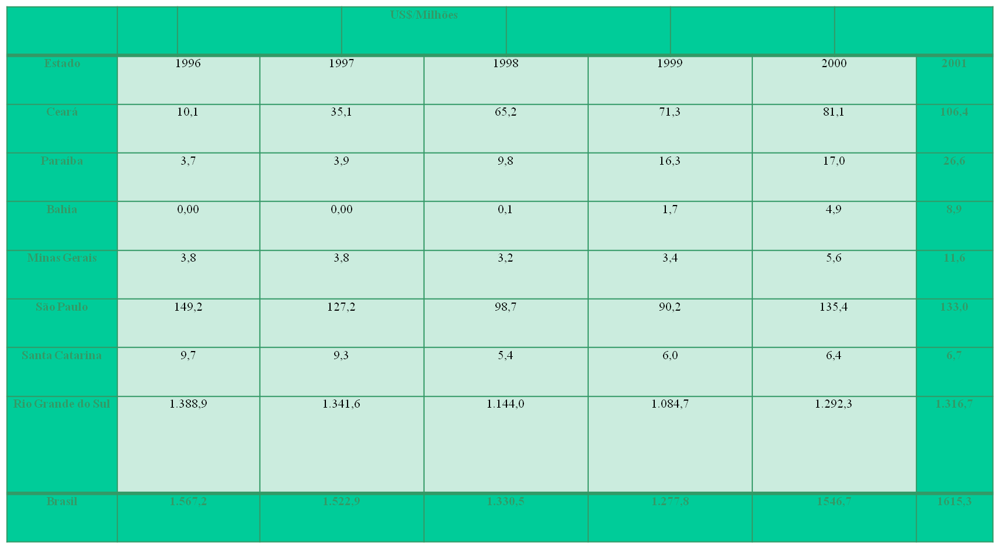 US$/Milhões
Estado 1996 1997 1998 1999 2000 2001
Ceará 10,1 35,1 65,2 71,3 81,1 106,4
Paraíba 3,7 3,9 9,8 16,3 17,0 26,6
Bahia 0,00 0,00 0,1 1,7 4,9 8,9
Minas Gerais 3,8 3,8 3,2 3,4 5,6 11,6
São Paulo 149,2 127,2 98,7 90,2 135,4 133,0
Santa Catarina 9,7 9,3 5,4 6,0 6,4 6,7
Rio Grande do Sul 1.388,9 1.341,6 1.144,0 1.084,7 1.292,3 1.316,7
Brasil 1.567,2 1.522,9 1.330,5 1.277,8 1546,7 1615,3